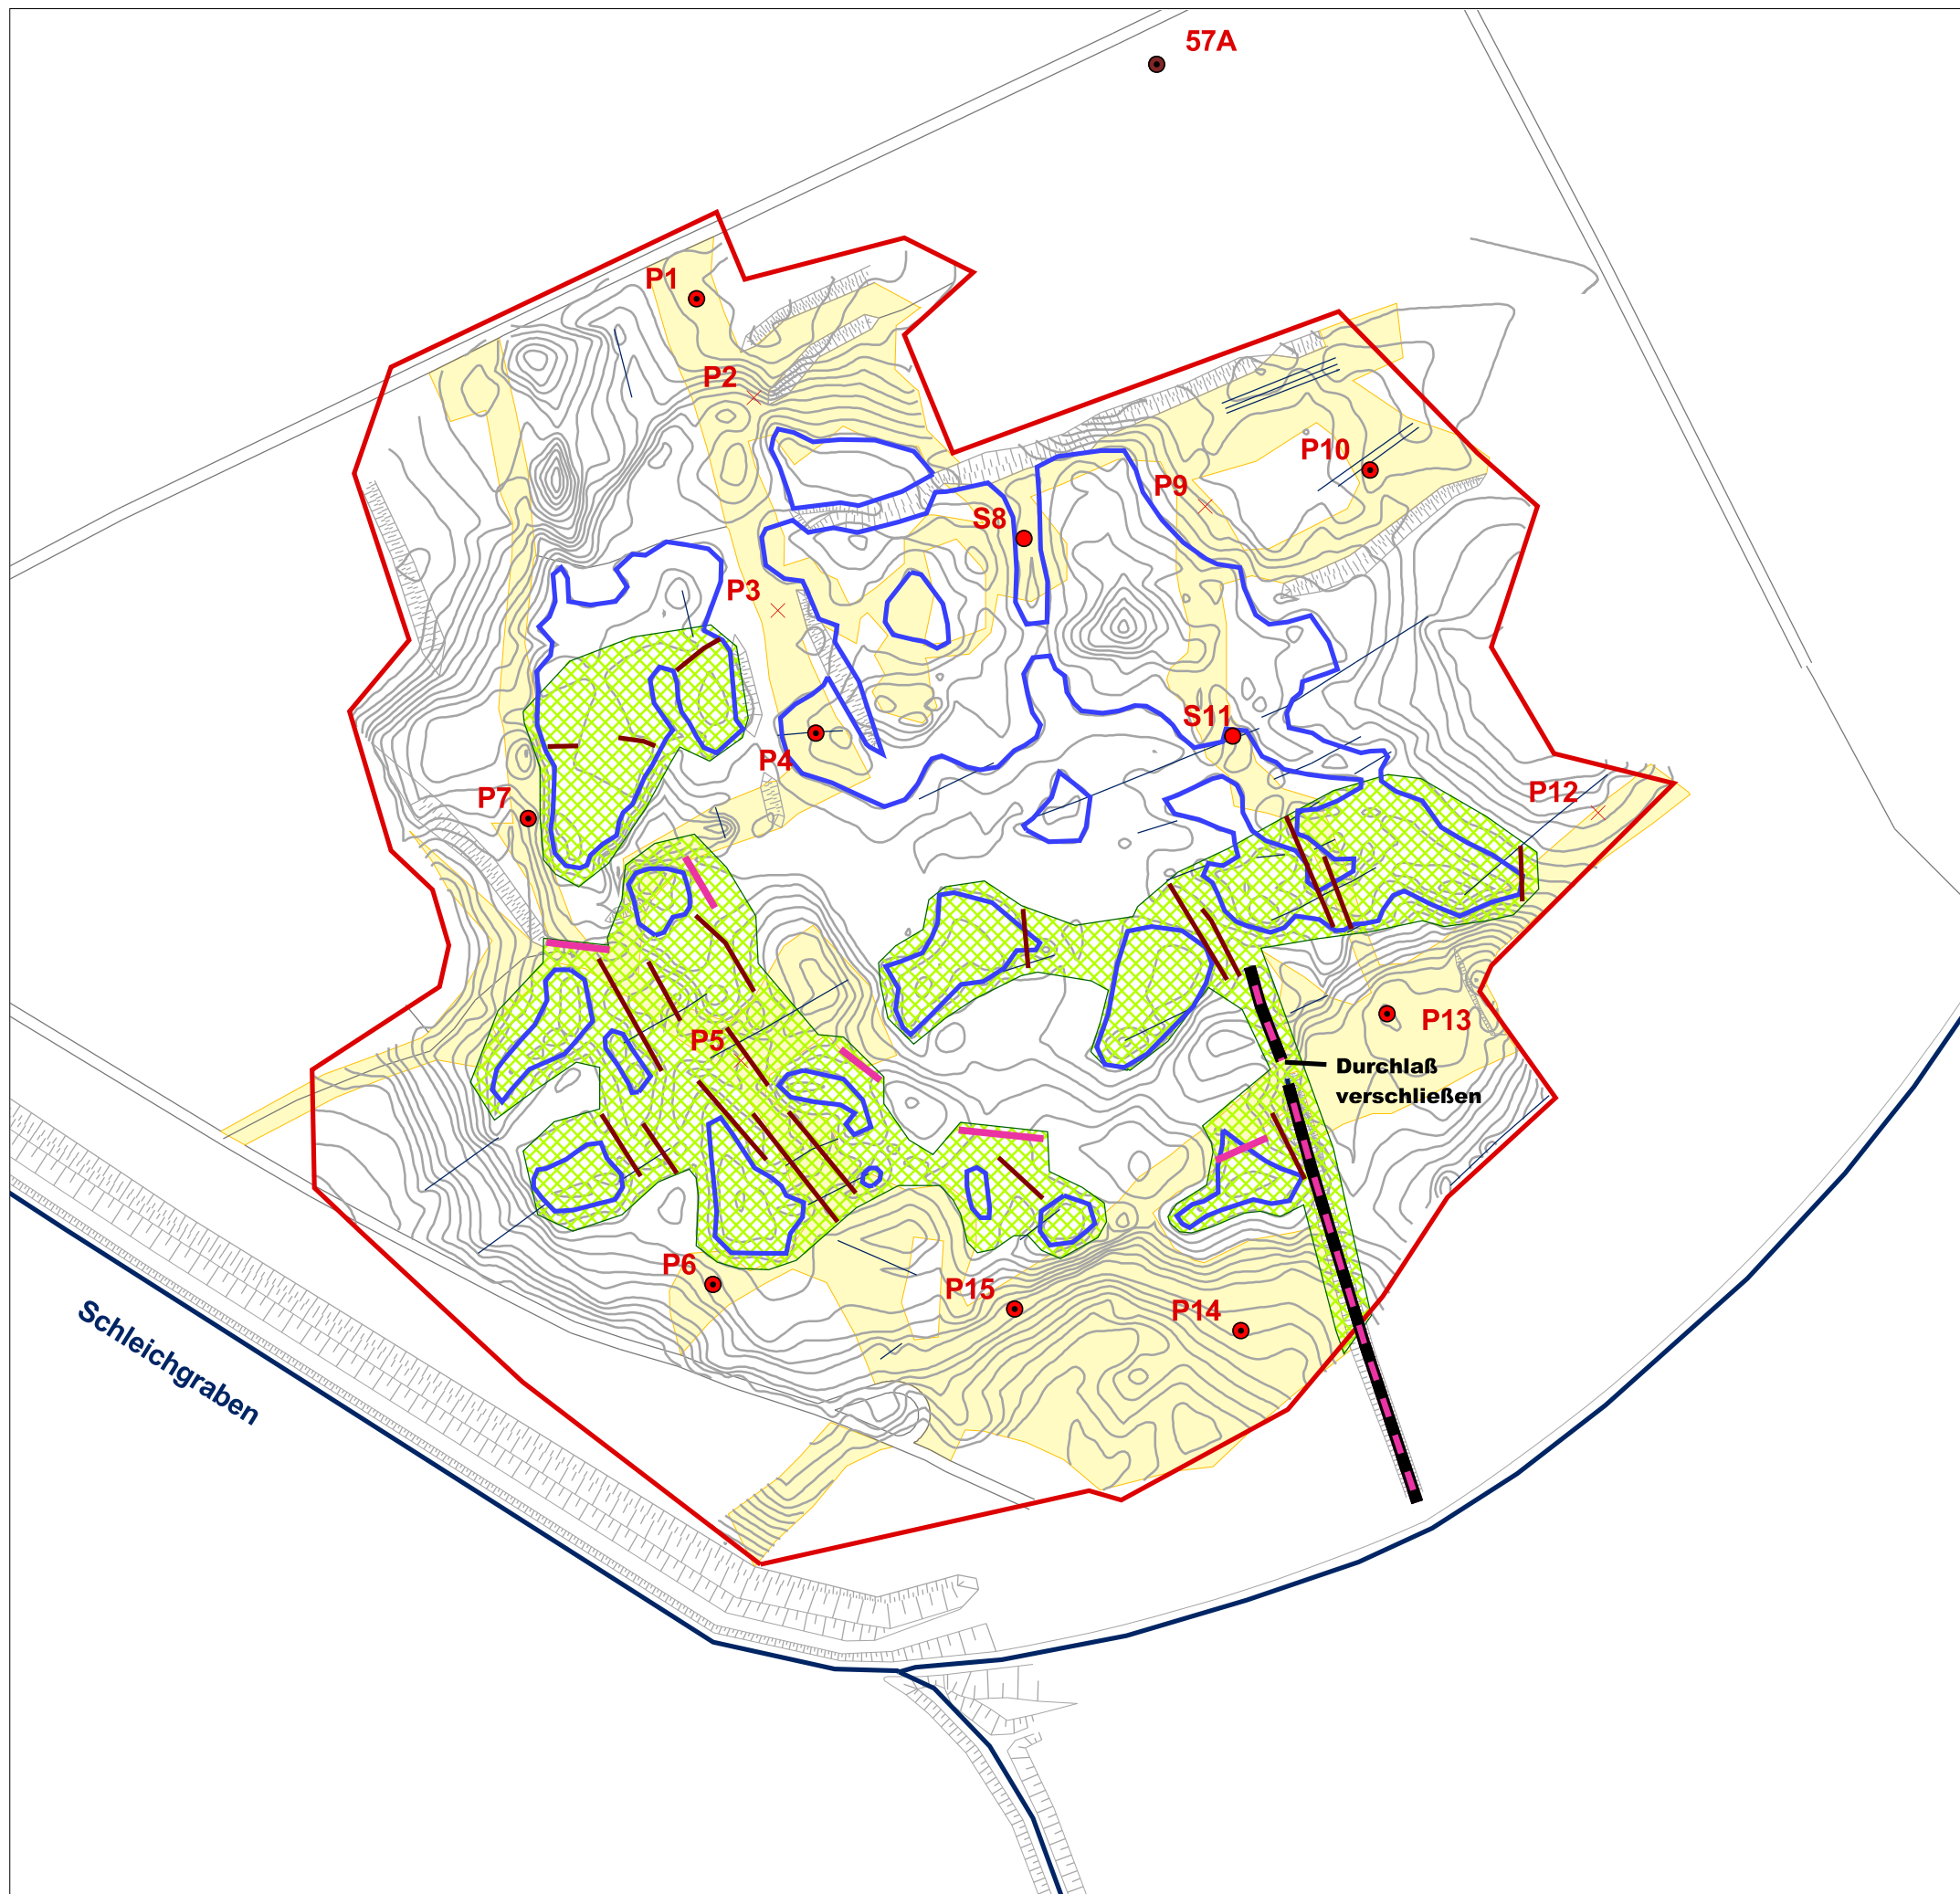 57A
P1
P2
P10
P9
S8
P3
S11
P4
P12
P7
P13
P5
Durchlaß
verschließen
P6
P15
P14
Schleichgraben